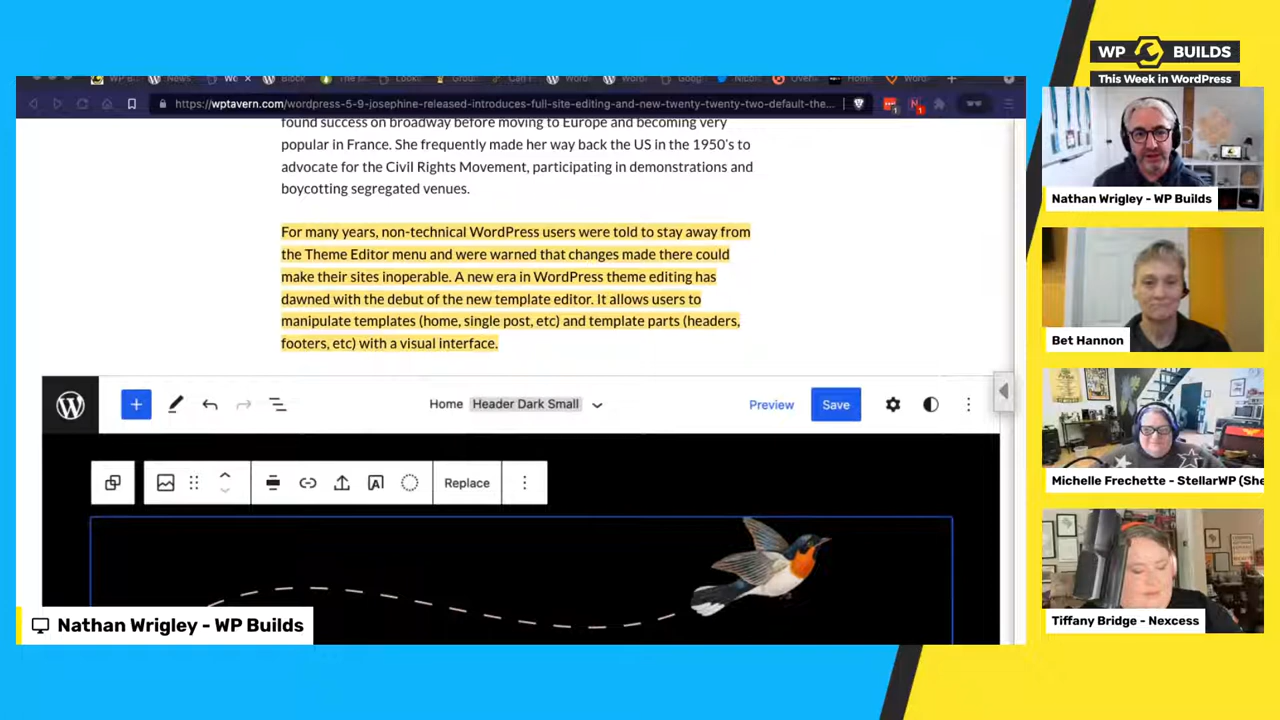 WP BUILDS
This Week in WordPress
https://wptavern.com/wordpress-5-9-josephine-released-introduces-full-site-editing-and-new-twenty-twenty-two-default-the...
found success on broadway before moving to Europe and becoming very
popular in France. She frequently made her way back the US in the 1950's to
advocate for the Civil Rights Movement, participating in demonstrations and
boycotting segregated venues.
For many years, non-technical WordPress users were told to stay away from
the Theme Editor menu and were warned that changes made there could
make their sites inoperable. A new era in WordPress theme editing has
dawned with the debut of the new template editor. It allows users to
manipulate templates (home, single post, etc) and template parts (headers,
footers, etc) with a visual interface.
Home Header Dark Small
Preview Save
Replace
Nathan Wrigley - WP Builds
Nathan Wrigley - WP Builds
Bet Hannon
Michelle Frechette - StellarWP (She
Tiffany Bridge - Nexcess